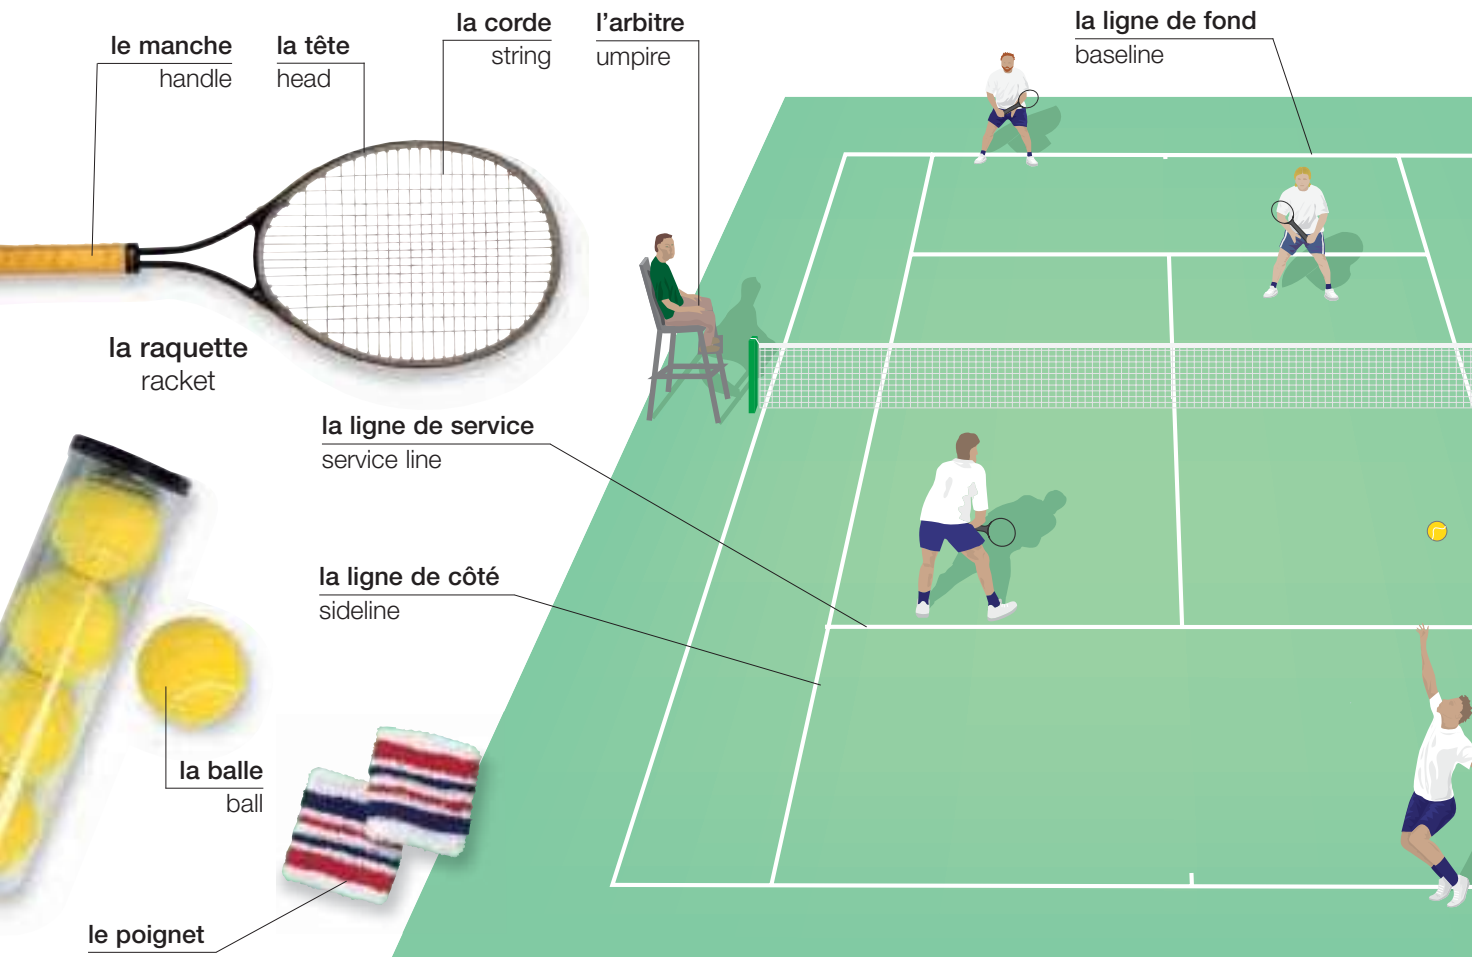 le manche
handle
la tête
head
la corde
string
l'arbitre
umpire
la ligne de fond
baseline
la raquette
racket
la ligne de service
service line
la ligne de côté
sideline
la balle
ball
le poignet